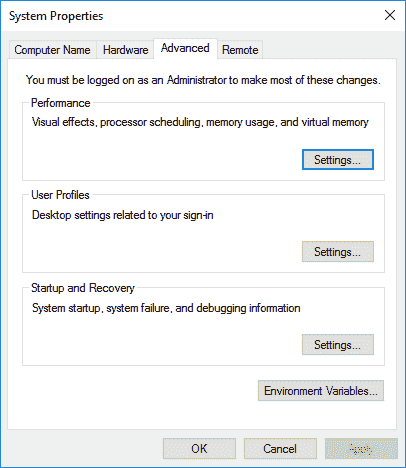 System Properties
Computer Name Hardware Advanced Remote
You must be logged on as an Administrator to make most of these changes.
Performance
Visual effects, processor scheduling, memory usage, and virtual memory
Settings...
User Profiles
Desktop settings related to your sign-in
Settings...
Startup and Recovery
System startup, system failure, and debugging information
Settings...
Environment Variables...
OK Cancel Apply